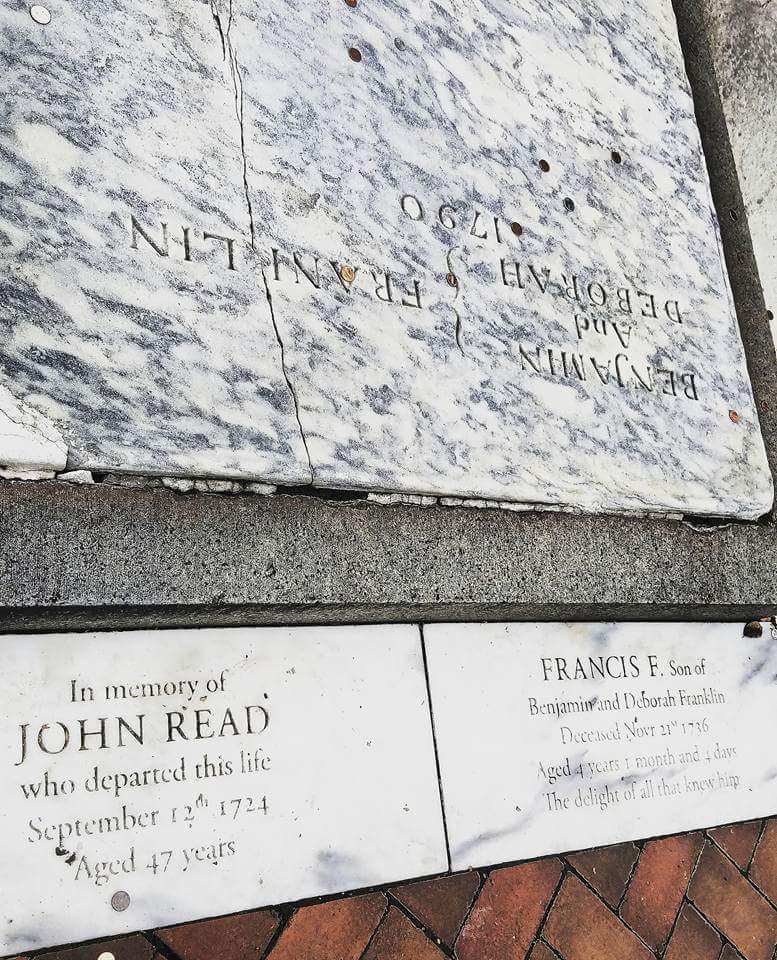 BENJAMIN
And
DEBORAH
FRANKLIN
1790
In memory of
JOHN READ
who departed this life
September 12th 1724
Aged 47 years
FRANCIS F. Son of
Benjamin and Deborah Franklin
Deceased Novr 21st 1736
Aged 4 years 1 month and 4 days
The delight of all that knew him